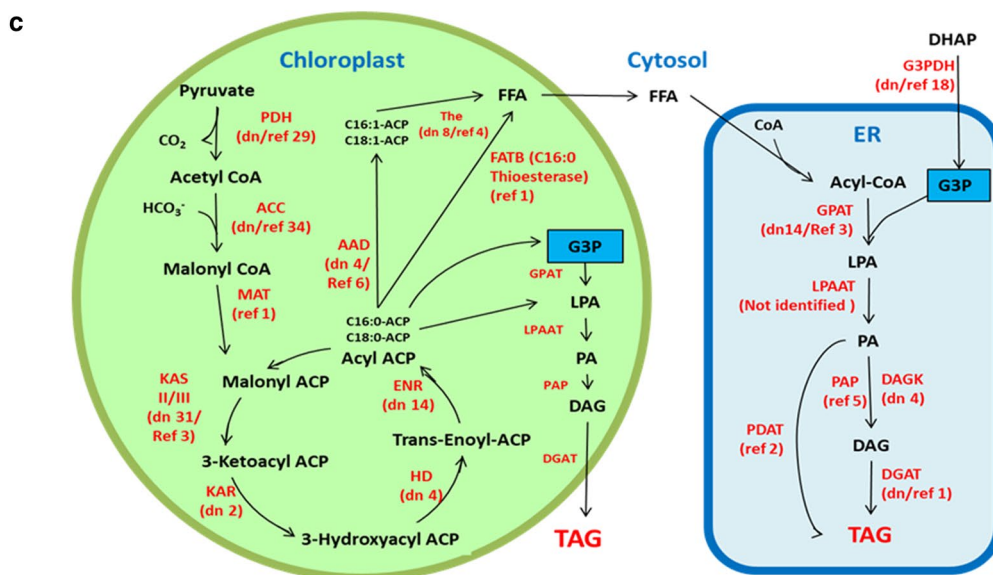 c
Chloroplast
Cytosol
DHAP
G3PDH
(dn/ref 18)
Pyruvate
PDH
(dn/ref 29)
CO2
Acetyl CoA
HCO3-
ACC
(dn/ref 34)
Malonyl CoA
MAT
(ref 1)
C16:1-ACP
C18:1-ACP
The
(dn 8/ref 4)
FFA
FFA
FATB (C16:0
Thioesterase)
(ref 1)
AAD
(dn 4/
Ref 6)
C16:0-ACP
C18:0-ACP
Acyl ACP
G3P
GPAT
LPA
LPAAT
PA
PAP
DAG
DGAT
TAG
KAS
II/III
(dn 31/
Ref 3)
Malonyl ACP
ENR
(dn 14)
Trans-Enoyl-ACP
3-Ketoacyl ACP
KAR
(dn 2)
HD
(dn 4)
3-Hydroxyacyl ACP
ER
CoA
Acyl-CoA
G3P
GPAT
(dn14/Ref 3)
LPA
LPAAT
(Not identified )
PA
PAP
(ref 5)
DAGK
(dn 4)
PDAT
(ref 2)
DAG
DGAT
(dn/ref 1)
TAG